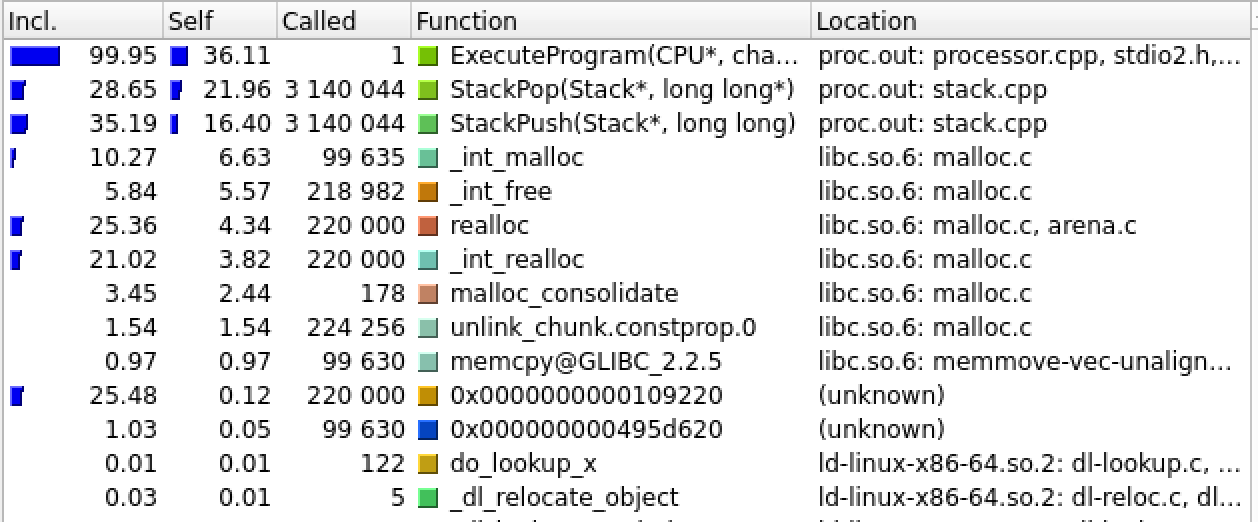 Incl. Self Called Function Location
99.95 36.11 1 ExecuteProgram(CPU*, cha... proc.out: processor.cpp, stdio2.h,...
28.65 21.96 3 140 044 StackPop(Stack*, long long*) proc.out: stack.cpp
35.19 16.40 3 140 044 StackPush(Stack*, long long) proc.out: stack.cpp
10.27 6.63 99 635 _int_malloc libc.so.6: malloc.c
5.84 5.57 218 982 _int_free libc.so.6: malloc.c
25.36 4.34 220 000 realloc libc.so.6: malloc.c, arena.c
21.02 3.82 220 000 _int_realloc libc.so.6: malloc.c
3.45 2.44 178 malloc_consolidate libc.so.6: malloc.c
1.54 1.54 224 256 unlink_chunk.constprop.0 libc.so.6: malloc.c
0.97 0.97 99 630 memcpy@GLIBC_2.2.5 libc.so.6: memmove-vec-unalign...
25.48 0.12 220 000 0x0000000000109220 (unknown)
1.03 0.05 99 630 0x000000000495d620 (unknown)
0.01 0.01 122 do_lookup_x ld-linux-x86-64.so.2: dl-lookup.c, ...
0.03 0.01 5 _dl_relocate_object ld-linux-x86-64.so.2: dl-reloc.c, dl...